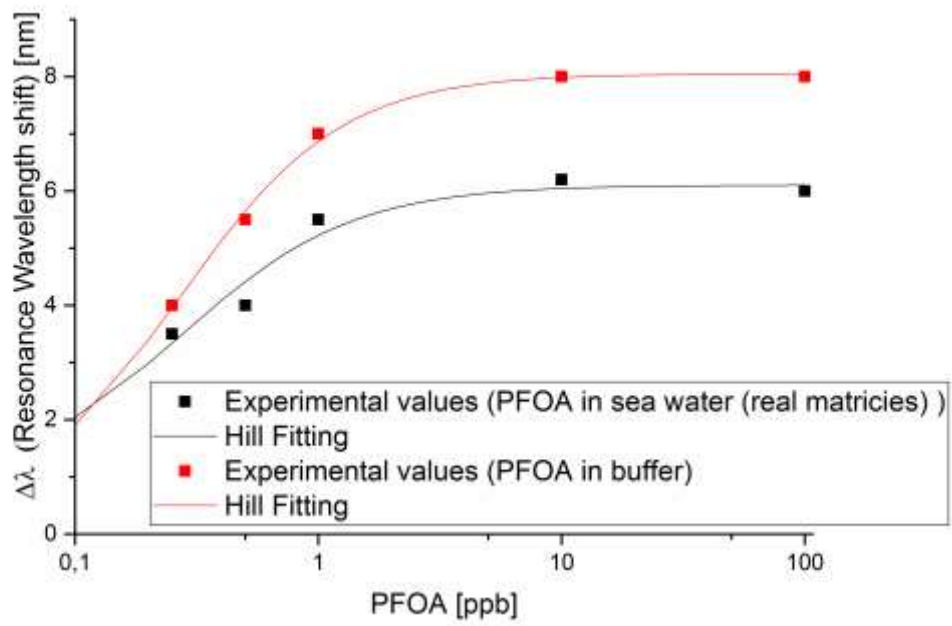 Δλ (Resonance Wavelength shift) [nm]
8
6
4
2
0
0,1
1
10
100
PFOA [ppb]
Experimental values (PFOA in sea water (real matricies) )
Hill Fitting
Experimental values (PFOA in buffer)
Hill Fitting